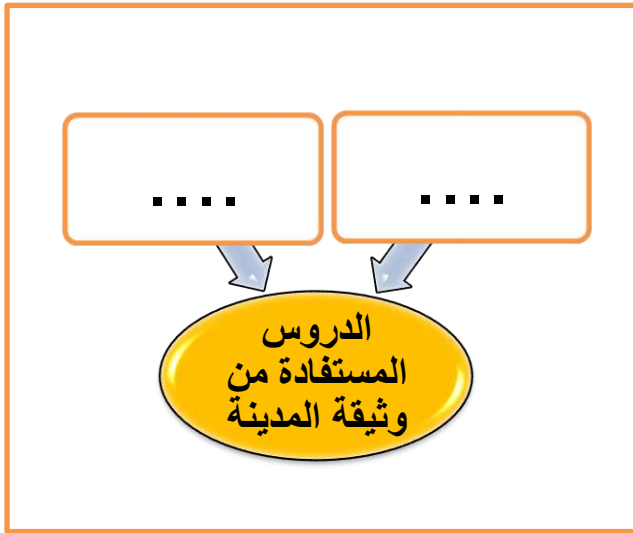 ....
....
الدروس
المستفادة من
وثيقة المدينة